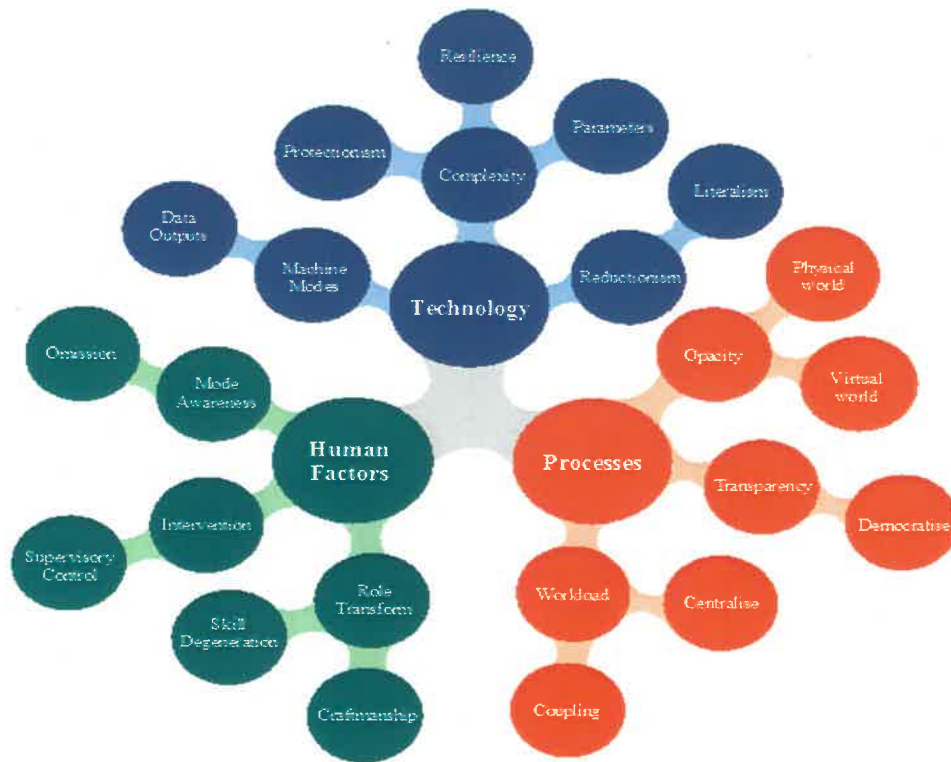 Resilience
Parameters
Protectionism
Complexity
Literalism
Data
Outputs
Machine
Modes
Technology
Reductionism
Physical
world
Omission
Mode
Awareness
Opacity
Virtual
world
Human
Factors
Processes
Transparency
Democratise
Intervention
Supervisory
Control
Role
Transform
Skill
Degeneration
Craftmanship
Workload
Centralise
Coupling